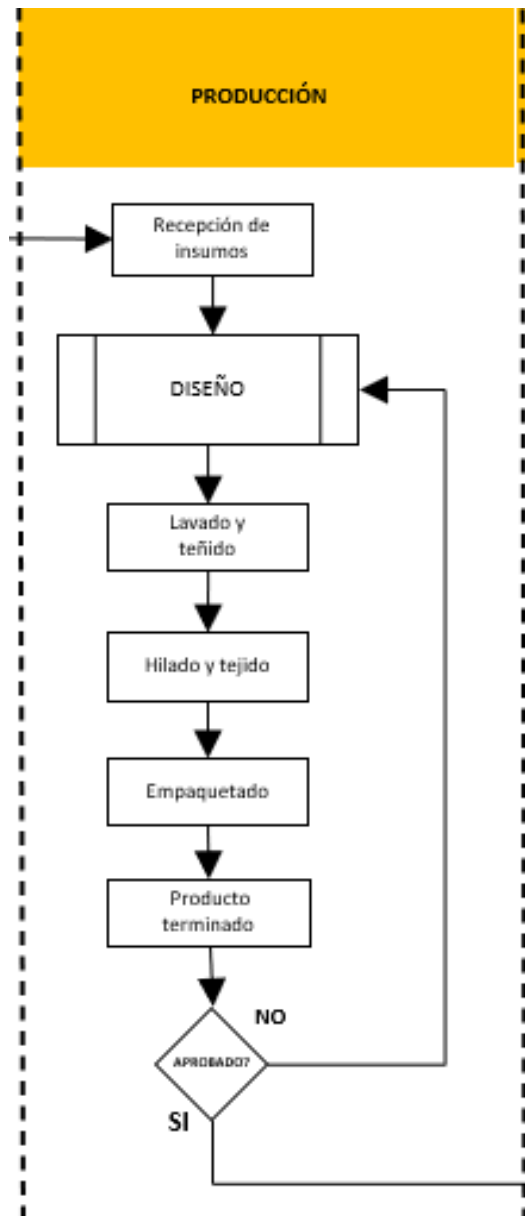 PRODUCCIÓN
Recepción de
insumos
DISEÑO
Lavado y
teñido
Hilado y tejido
Empaquetado
Producto
terminado
NO
APROBADO?
SI